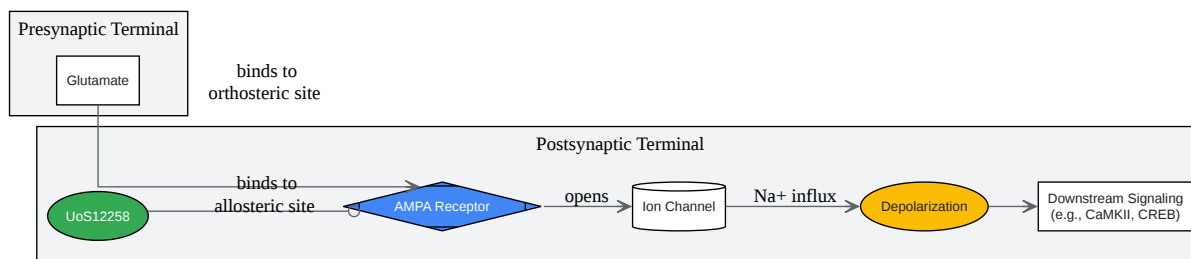 Presynaptic Terminal
Glutamate
binds to
orthosteric site
Postsynaptic Terminal
UoS12258
binds to
allosteric site
AMPA Receptor
opens
Ion Channel
Na+ influx
Depolarization
Downstream Signaling
(e.g., CaMKII, CREB)